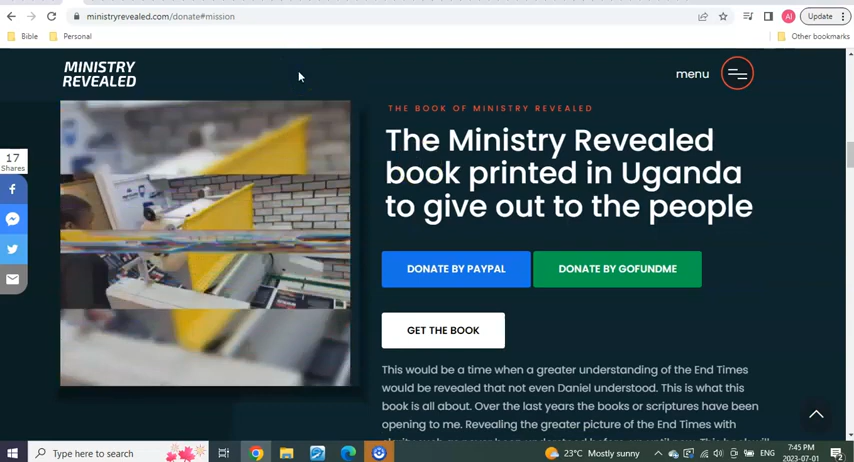 ministryrevealed.com/donate#mission
AI
Update
Bible
Personal
Other bookmarks
MINISTRY
REVEALED
menu
17
Shares
THE BOOK OF MINISTRY REVEALED
The Ministry Revealed
book printed in Uganda
to give out to the people
DONATE BY PAYPAL
DONATE BY GOFUNDME
GET THE BOOK
This would be a time when a greater understanding of the End Times
would be revealed that not even Daniel understood. This is what this
book is all about. Over the last years the books or scriptures have been
opening to me. Revealing the greater picture of the End Times with
Type here to search
23°C Mostly sunny
ENG
7:45 PM
2023-07-01
2